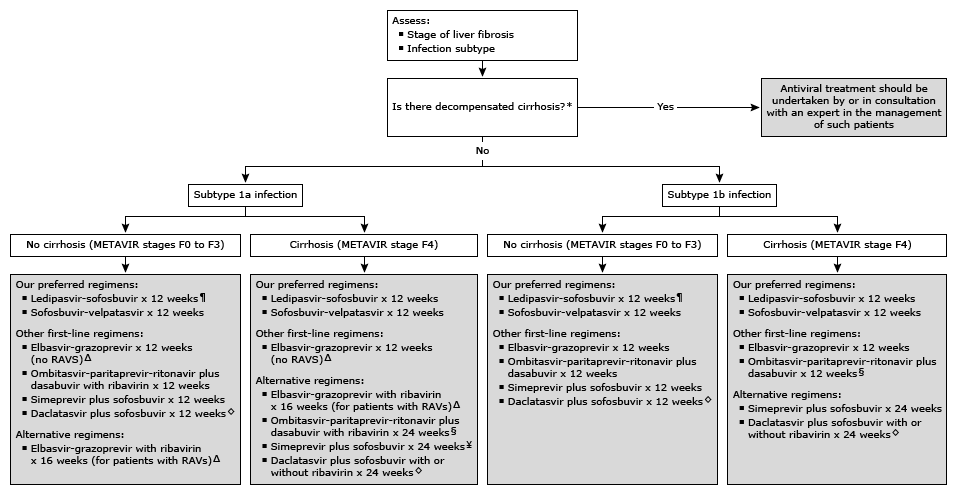 Assess:
▪ Stage of liver fibrosis
▪ Infection subtype
Is there decompensated cirrhosis?*
Yes
Antiviral treatment should be
undertaken by or in consultation
with an expert in the management
of such patients
No
Subtype 1a infection
Subtype 1b infection
No cirrhosis (METAVIR stages F0 to F3)
Cirrhosis (METAVIR stage F4)
No cirrhosis (METAVIR stages F0 to F3)
Cirrhosis (METAVIR stage F4)
Our preferred regimens:
▪ Ledipasvir-sofosbuvir x 12 weeks¶
▪ Sofosbuvir-velpatasvir x 12 weeks
Other first-line regimens:
▪ Elbasvir-grazoprevir x 12 weeks
(no RAVS)Δ
▪ Ombitasvir-paritaprevir-ritonavir plus
dasabuvir with ribavirin x 12 weeks
▪ Simeprevir plus sofosbuvir x 12 weeks
▪ Daclatasvir plus sofosbuvir x 12 weeks◇
Alternative regimens:
▪ Elbasvir-grazoprevir with ribavirin
x 16 weeks (for patients with RAVs)Δ
Our preferred regimens:
▪ Ledipasvir-sofosbuvir x 12 weeks
▪ Sofosbuvir-velpatasvir x 12 weeks
Other first-line regimens:
▪ Elbasvir-grazoprevir x 12 weeks
(no RAVS)Δ
Alternative regimens:
▪ Elbasvir-grazoprevir with ribavirin
x 16 weeks (for patients with RAVs)Δ
▪ Ombitasvir-paritaprevir-ritonavir plus
dasabuvir with ribavirin x 24 weeks§
▪ Simeprevir plus sofosbuvir x 24 weeks¥
▪ Daclatasvir plus sofosbuvir with or
without ribavirin x 24 weeks◇
Our preferred regimens:
▪ Ledipasvir-sofosbuvir x 12 weeks¶
▪ Sofosbuvir-velpatasvir x 12 weeks
Other first-line regimens:
▪ Elbasvir-grazoprevir x 12 weeks
▪ Ombitasvir-paritaprevir-ritonavir plus
dasabuvir x 12 weeks
▪ Simeprevir plus sofosbuvir x 12 weeks
▪ Daclatasvir plus sofosbuvir x 12 weeks◇
Our preferred regimens:
▪ Ledipasvir-sofosbuvir x 12 weeks
▪ Sofosbuvir-velpatasvir x 12 weeks
Other first-line regimens:
▪ Elbasvir-grazoprevir x 12 weeks
▪ Ombitasvir-paritaprevir-ritonavir plus
dasabuvir x 12 weeks§
Alternative regimens:
▪ Simeprevir plus sofosbuvir x 24 weeks
▪ Daclatasvir plus sofosbuvir with or
without ribavirin x 24 weeks◇